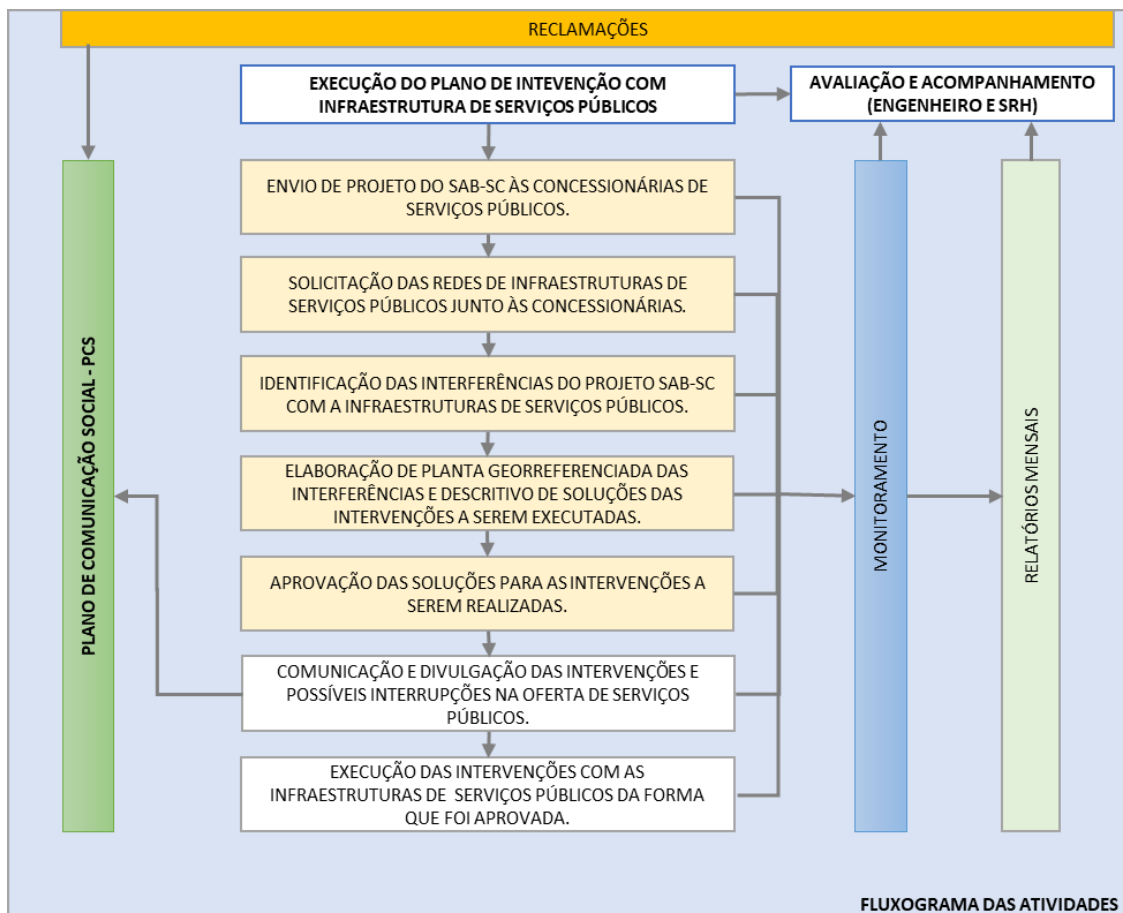 RECLAMAÇÕES
EXECUÇÃO DO PLANO DE INTEVENÇÃO COM
INFRAESTRUTURA DE SERVIÇOS PÚBLICOS
AVALIAÇÃO E ACOMPANHAMENTO
(ENGENHEIRO E SRH)
ENVIO DE PROJETO DO SAB-SC ÀS CONCESSIONÁRIAS DE
SERVIÇOS PÚBLICOS.
SOLICITAÇÃO DAS REDES DE INFRAESTRUTURAS DE
SERVIÇOS PÚBLICOS JUNTO ÀS CONCESSIONÁRIAS.
IDENTIFICAÇÃO DAS INTERFERÊNCIAS DO PROJETO SAB-SC
COM A INFRAESTRUTURAS DE SERVIÇOS PÚBLICOS.
ELABORAÇÃO DE PLANTA GEORREFERENCIADA DAS
INTERFERÊNCIAS E DESCRITIVO DE SOLUÇÕES DAS
INTERVENÇÕES A SEREM EXECUTADAS.
APROVAÇÃO DAS SOLUÇÕES PARA AS INTERVENÇÕES A
SEREM REALIZADAS.
COMUNICAÇÃO E DIVULGAÇÃO DAS INTERVENÇÕES E
POSSÍVEIS INTERRUPÇÕES NA OFERTA DE SERVIÇOS
PÚBLICOS.
EXECUÇÃO DAS INTERVENÇÕES COM AS
INFRAESTRUTURAS DE SERVIÇOS PÚBLICOS DA FORMA
QUE FOI APROVADA.
PLANO DE COMUNICAÇÃO SOCIAL - PCS
MONITORAMENTO
RELATÓRIOS MENSAIS
FLUXOGRAMA DAS ATIVIDADES